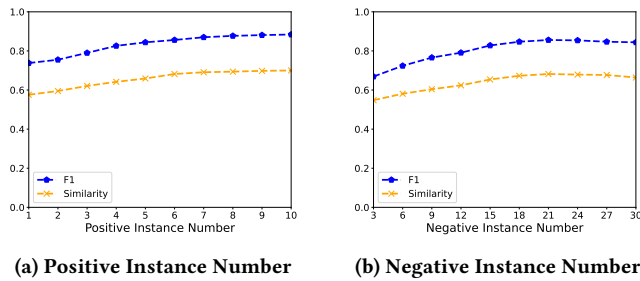 1.0
0.8
0.6
0.4
0.2
0.0
F1
Similarity
1 2 3 4 5 6 7 8 9 10
Positive Instance Number
(a) Positive Instance Number
1.0
0.8
0.6
0.4
0.2
0.0
F1
Similarity
3 6 9 12 15 18 21 24 27 30
Negative Instance Number
(b) Negative Instance Number